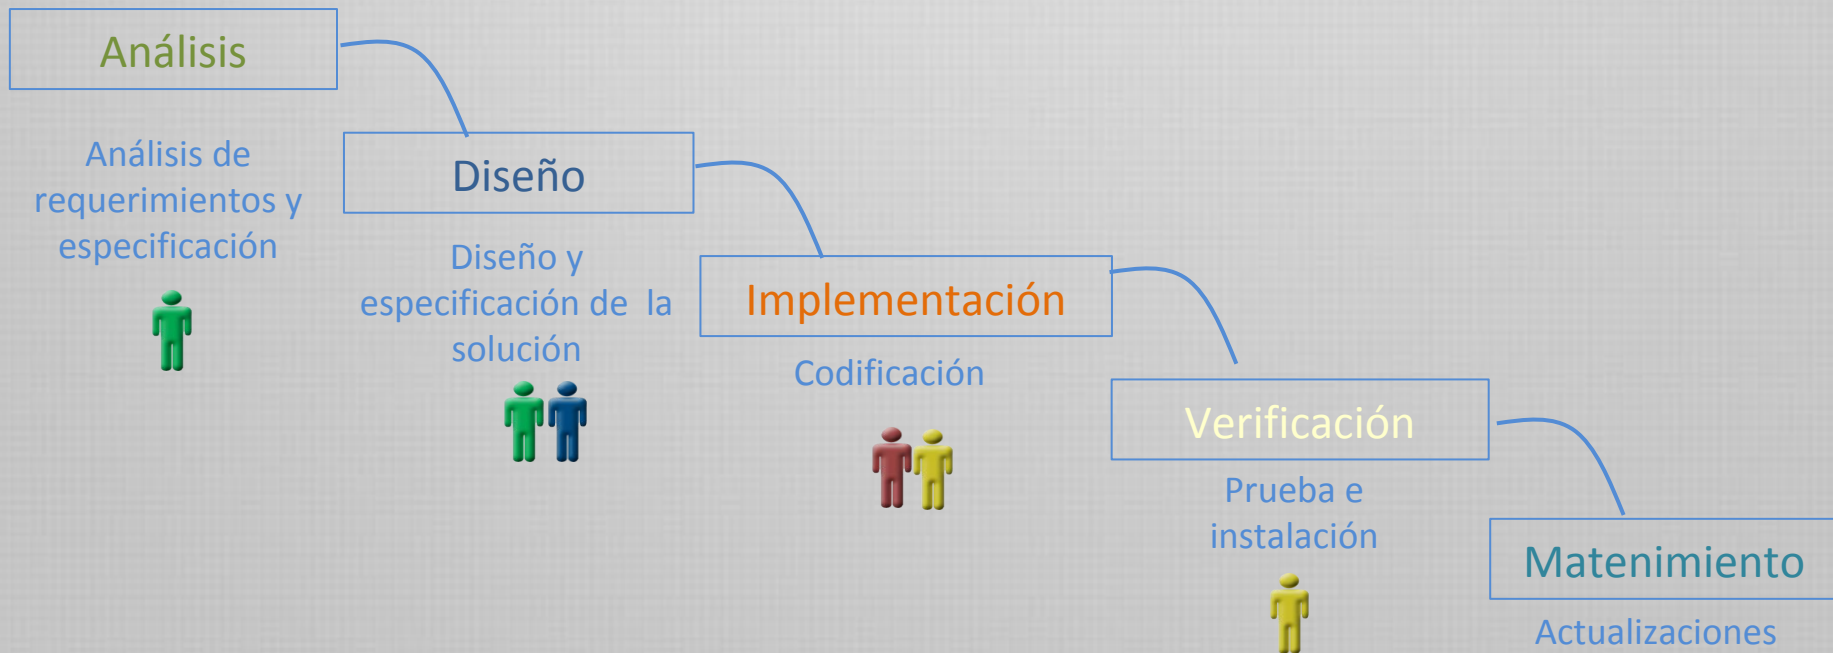 Análisis
Análisis de
requerimientos y
especificación
Diseño
Diseño y
especificación de la
solución
Implementación
Codificación
Verificación
Prueba e
instalación
Matenimiento
Actualizaciones